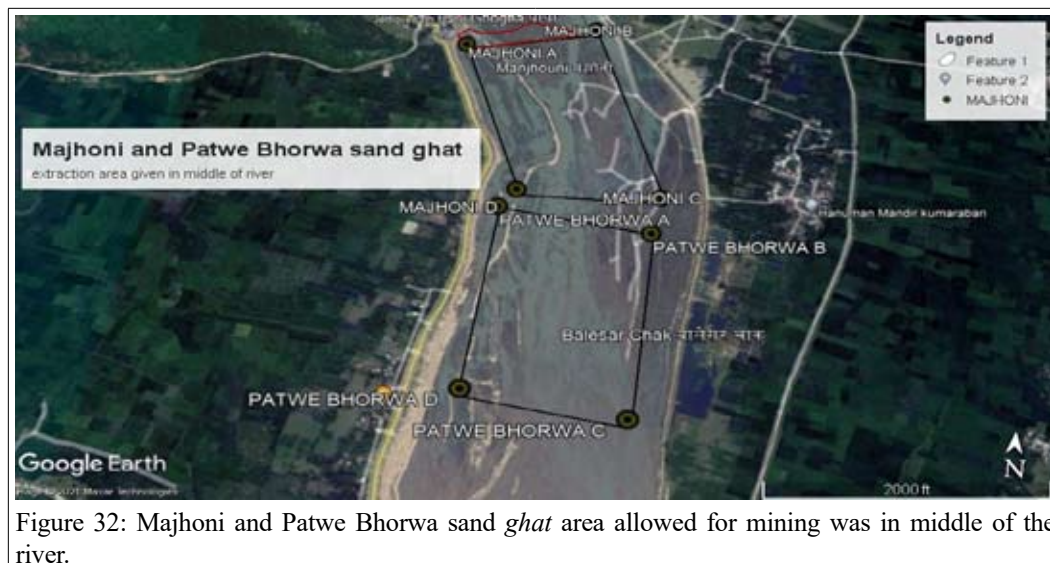 MAJHONI B
Legend
MAJHONI A
Feature 1
Manjhouni
Feature 2
MAJHONI
Majhoni and Patwe Bhorwa sand ghat
extraction area given in middle of river
MAJHONI C
MAJHONI D
PATWE BHORWA A
Hanuman Mandir kumaraban
PATWE BHORWA B
Balesar Chak
PATWE BHORWA D
PATWE BHORWA C
Google Earth
N
2000 ft
Figure 32: Majhoni and Patwe Bhorwa sand ghat area allowed for mining was in middle of the
river.